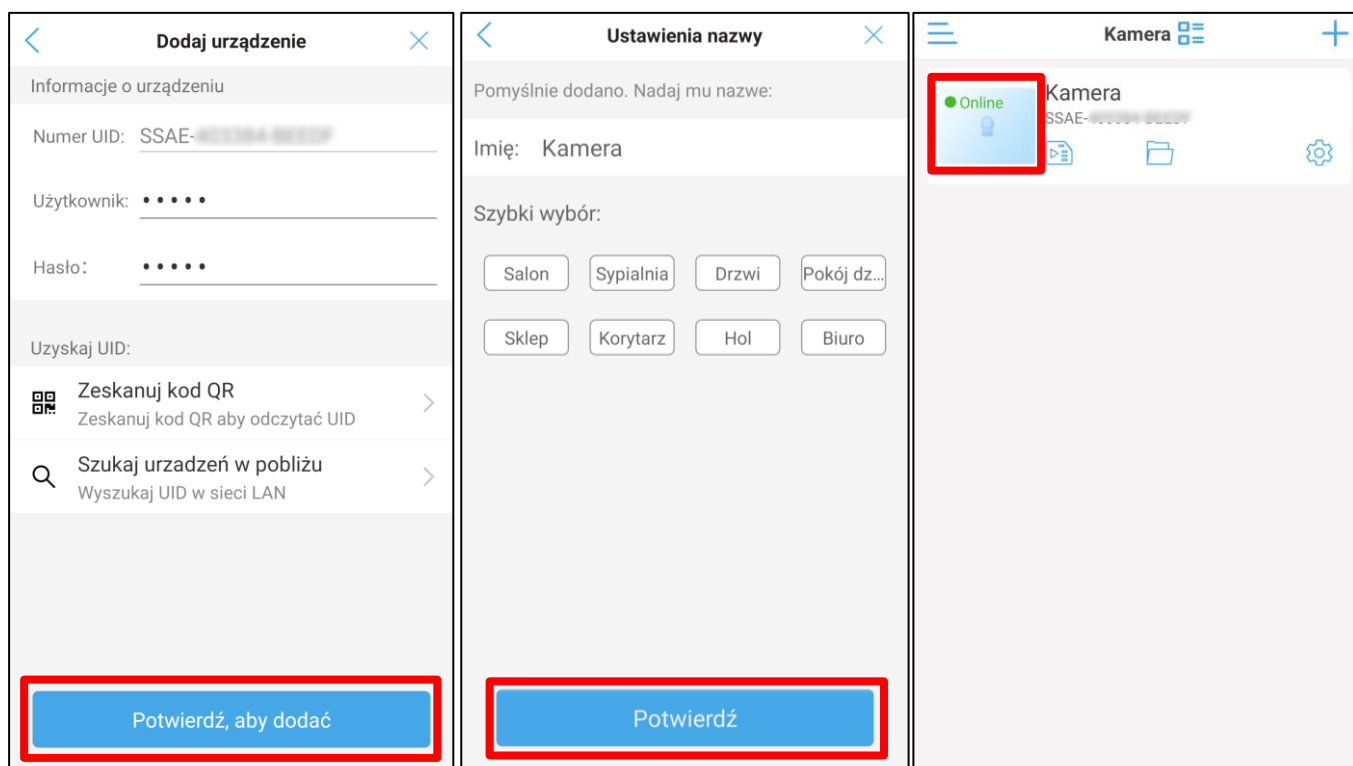 Dodaj urządzenie
Informacje o urządzeniu
Numer UID: SSAE-
Użytkownik: •••••
Hasło: •••••
Uzyskaj UID:
Zeskanuj kod QR
Zeskanuj kod QR aby odczytać UID
Szukaj urzadzeń w pobliżu
Wyszukaj UID w sieci LAN
Potwierdź, aby dodać
Ustawienia nazwy
Pomyślnie dodano. Nadaj mu nazwe:
Imię: Kamera
Szybki wybór:
Salon Sypialnia Drzwi Pokój dz...
Sklep Korytarz Hol Biuro
Potwierdź
Kamera
Online
Kamera
SSAE-